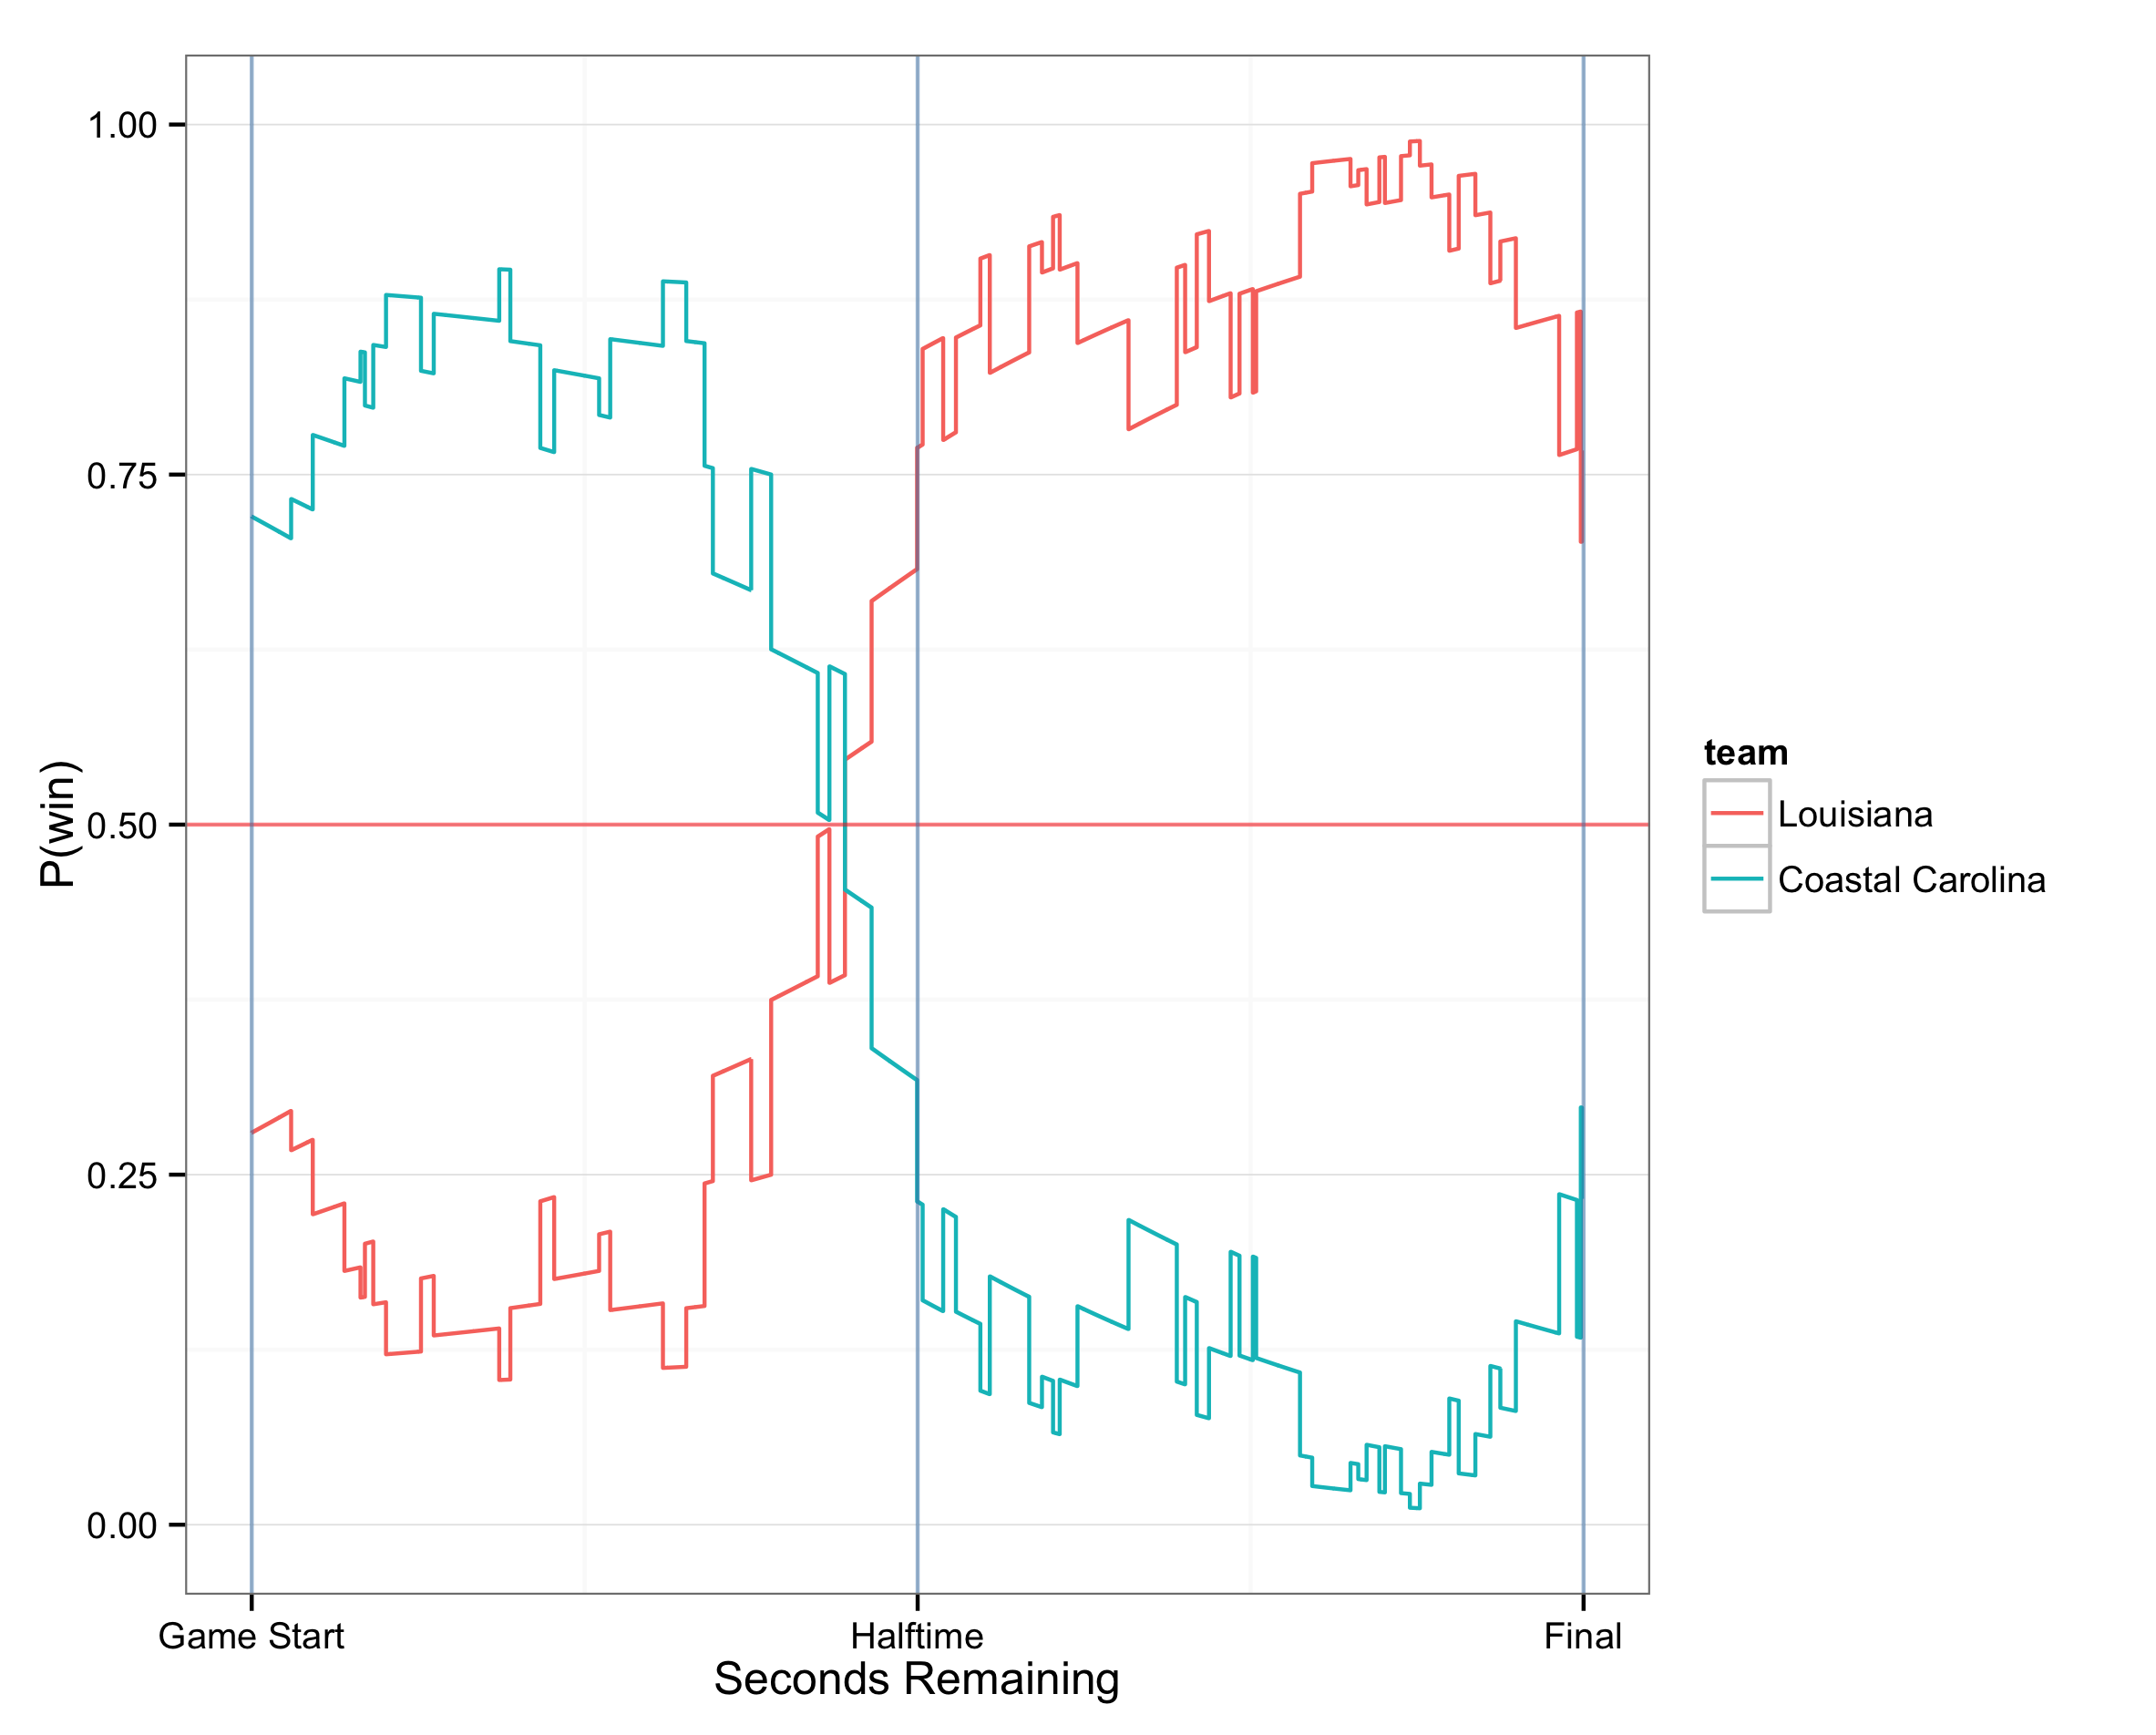 1.00
0.75
0.50
0.25
0.00
P(win)
Game Start
Halftime
Final
Seconds Remaining
team
Louisiana
Coastal Carolina